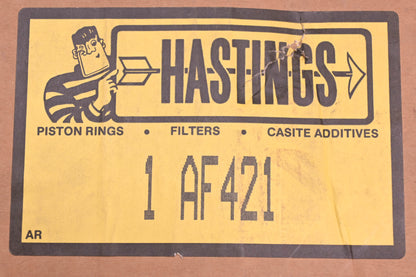 HASTINGS
PISTON RINGS • FILTERS • CASITE ADDITIVES
1 AF421
AR